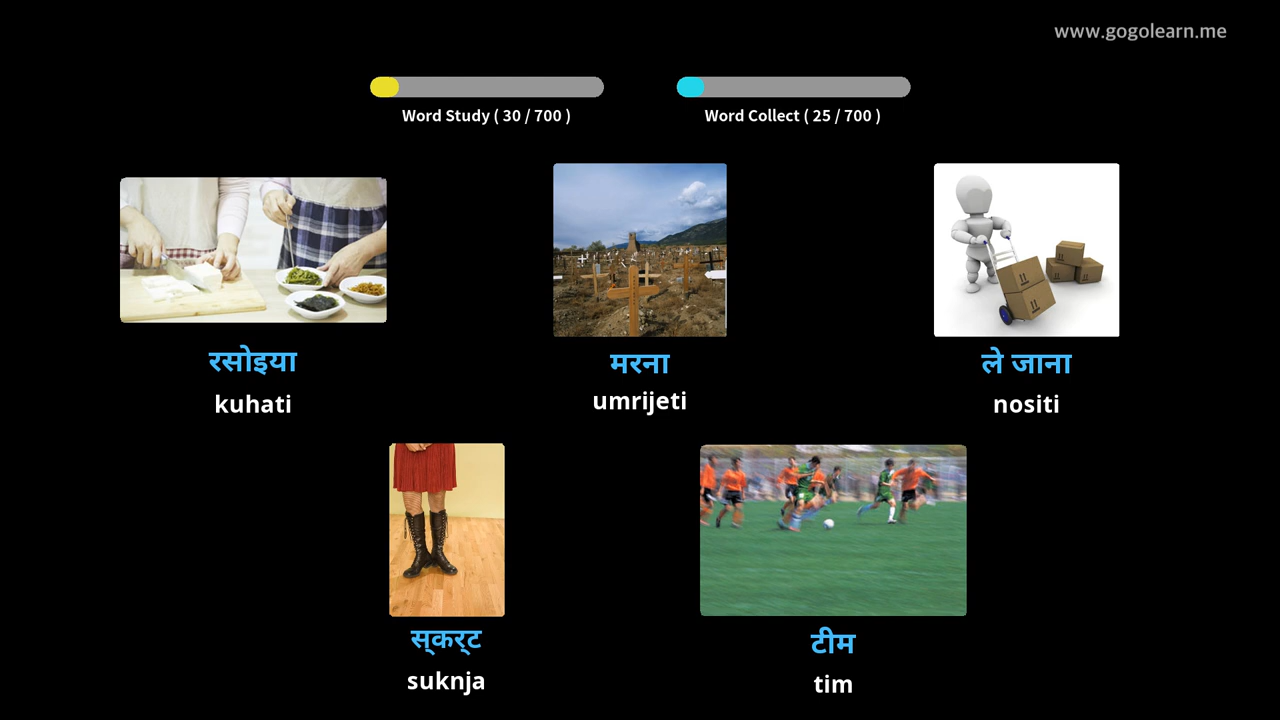 www.gogolearn.me
Word Study ( 30 / 700 )
Word Collect ( 25 / 700 )
रसोइया
kuhati
मरना
umrijeti
ले जाना
nositi
स्कर्ट
suknja
टीम
tim